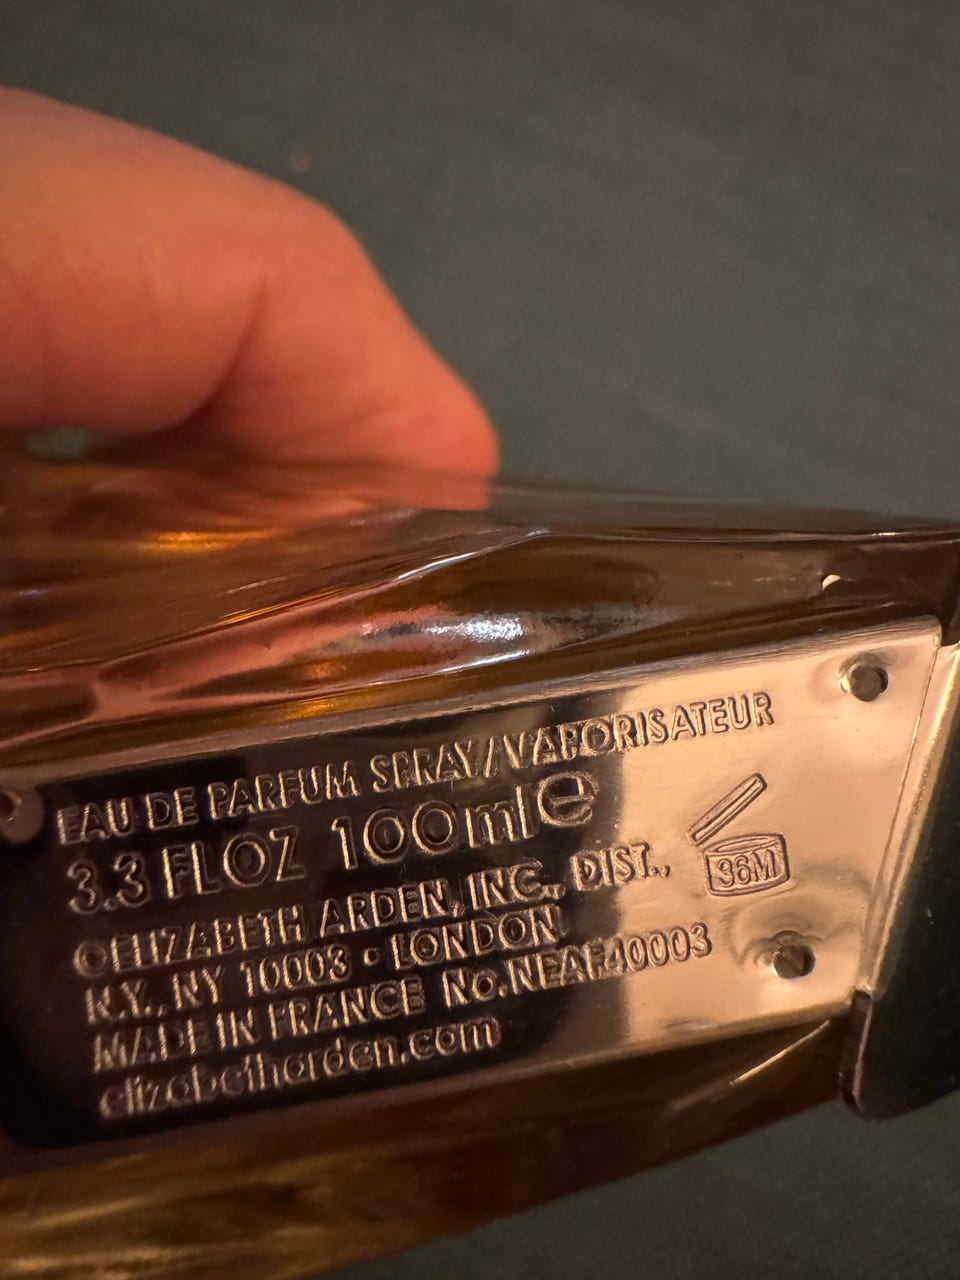 EAU DE PARFUM SPRAY/VAPORISATEUR
3.3 FL OZ 100ml e
36M
©ELIZABETH ARDEN, INC., DIST.,
N.Y., NY 10003 • LONDON
MADE IN FRANCE No. NEAF40003
elizabetharden.com